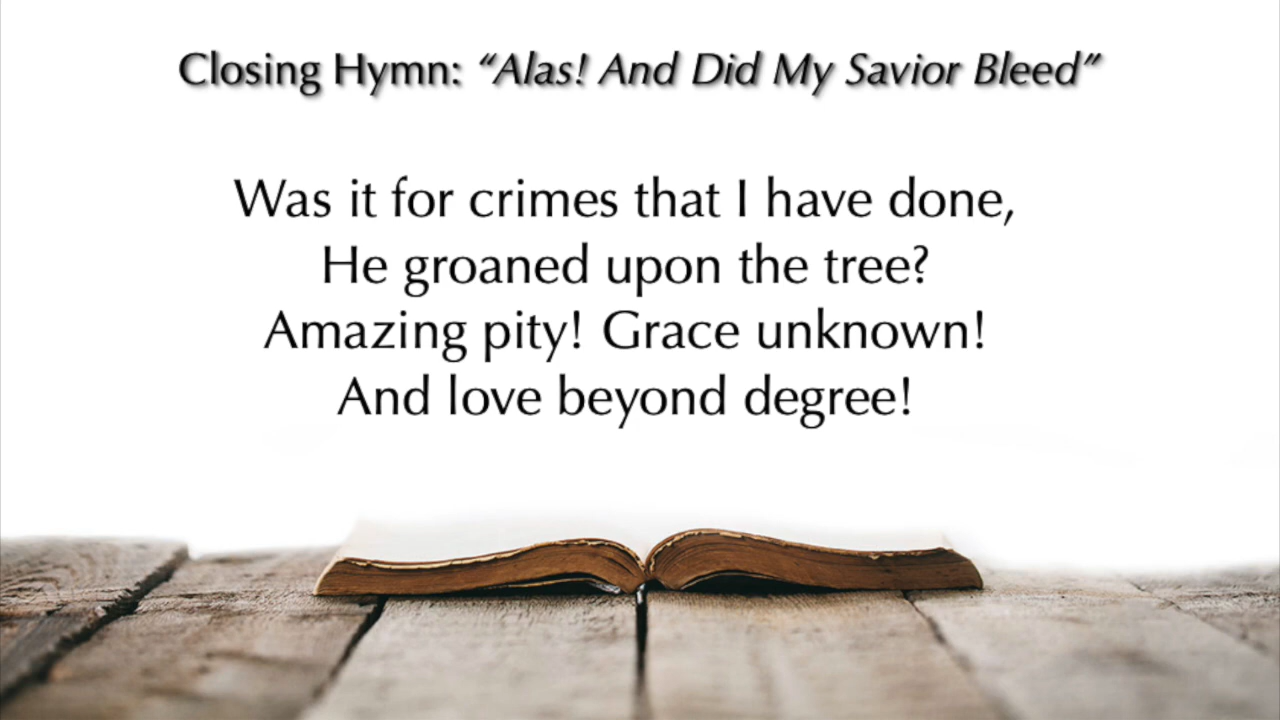 Closing Hymn: “Alas! And Did My Savior Bleed”
Was it for crimes that I have done,
He groaned upon the tree?
Amazing pity! Grace unknown!
And love beyond degree!